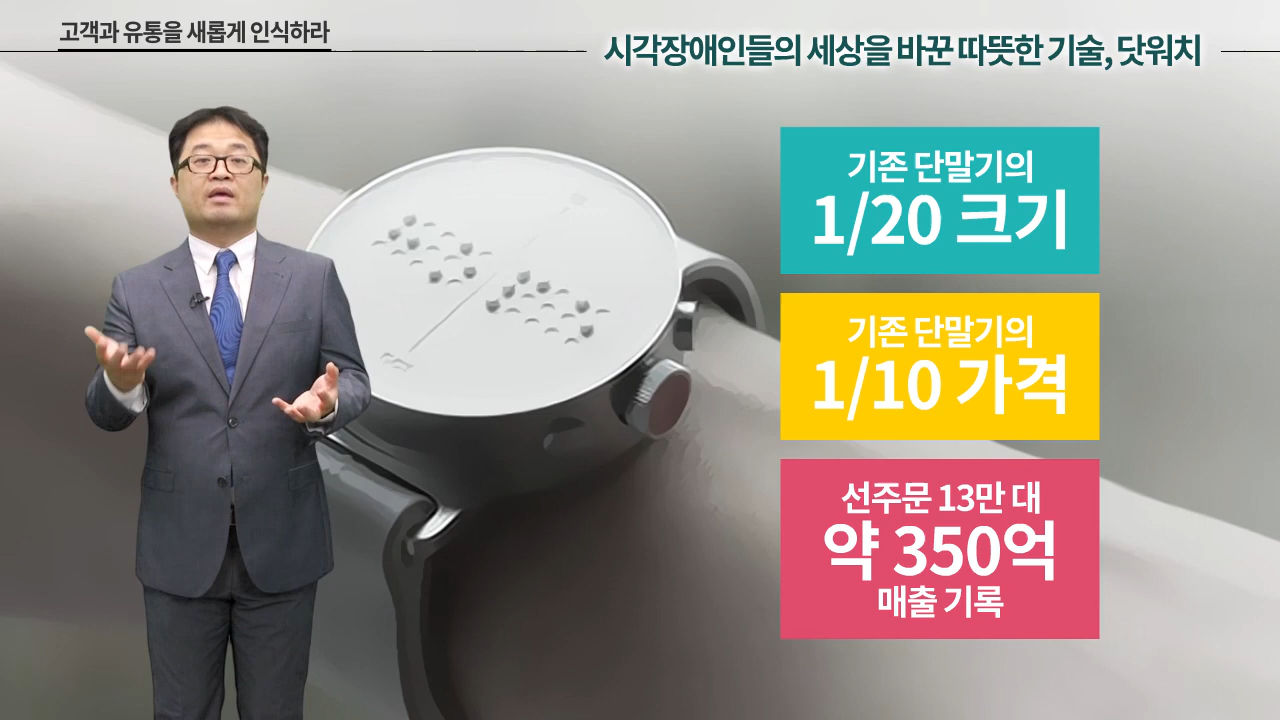 고객과 유통을 새롭게 인식하라
시각장애인들의 세상을 바꾼 따뜻한 기술, 닷워치
기존 단말기의
1/20 크기
기존 단말기의
1/10 가격
선주문 13만 대
약 350억
매출 기록